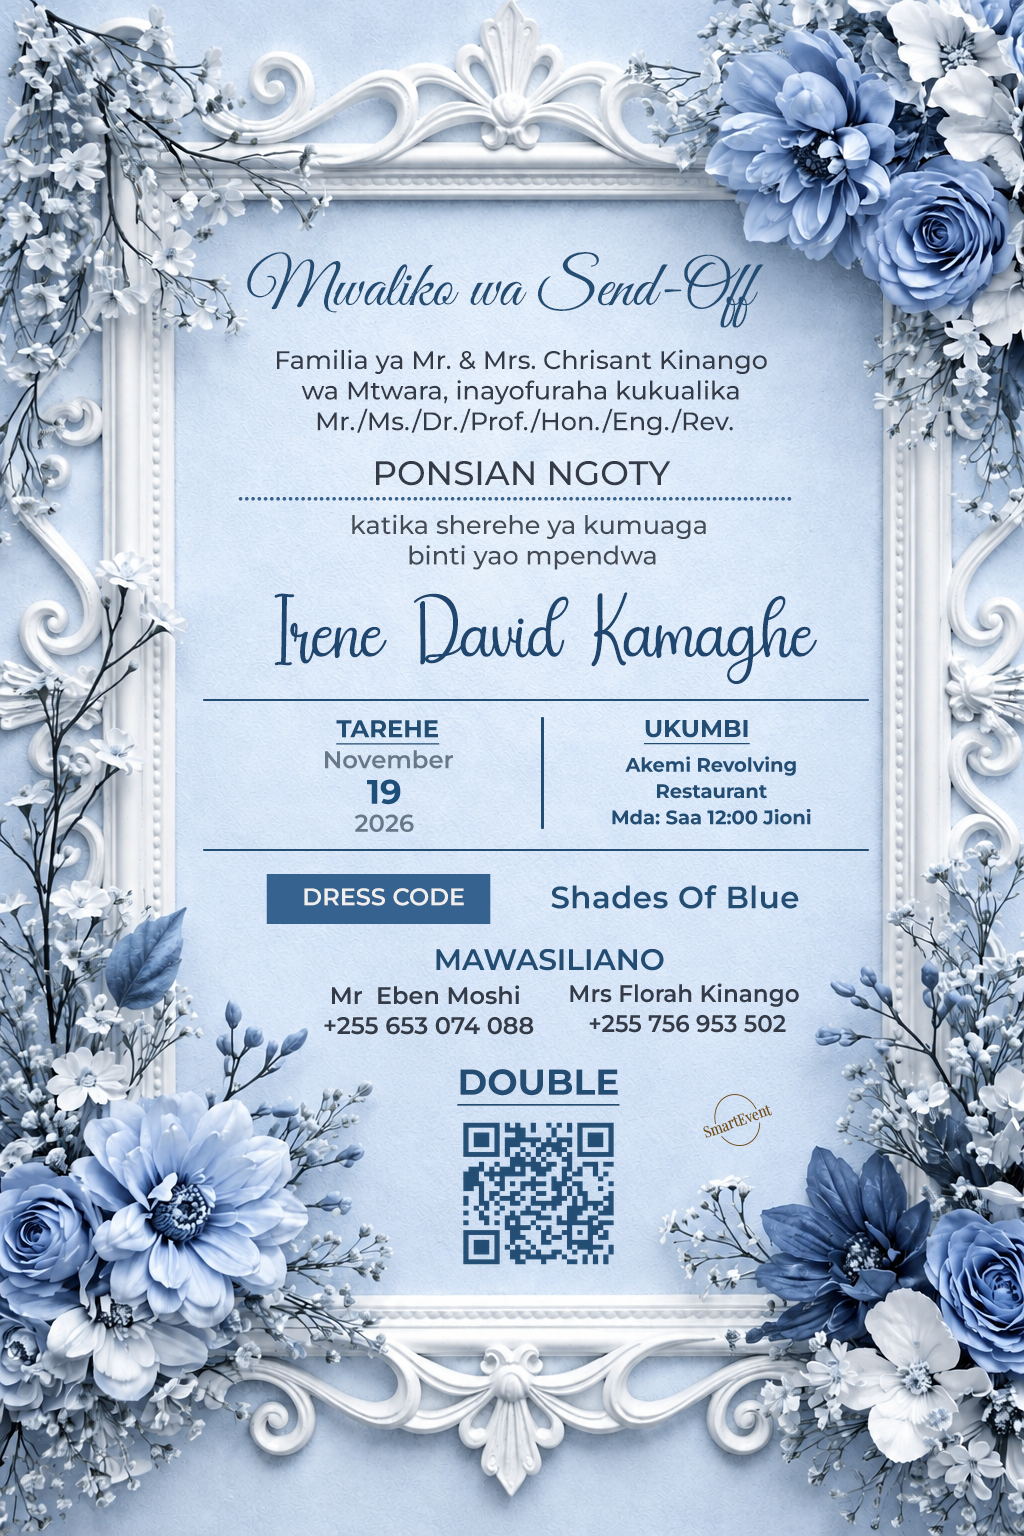 Mwaliko wa Send-Off
Familia ya Mr. & Mrs. Chrisant Kinango
wa Mtwara, inayofuraha kukualika
Mr./Ms./Dr./Prof./Hon./Eng./Rev.
PONSIAN NGOTY
katika sherehe ya kumuaga
binti yao mpendwa
Irene David Kamaghe
TAREHE
November
19
2026
UKUMBI
Akemi Revolving
Restaurant
Mda: Saa 12:00 Jioni
DRESS CODE
Shades Of Blue
MAWASILIANO
Mr Eben Moshi
+255 653 074 088
Mrs Florah Kinango
+255 756 953 502
DOUBLE
SmartEvent